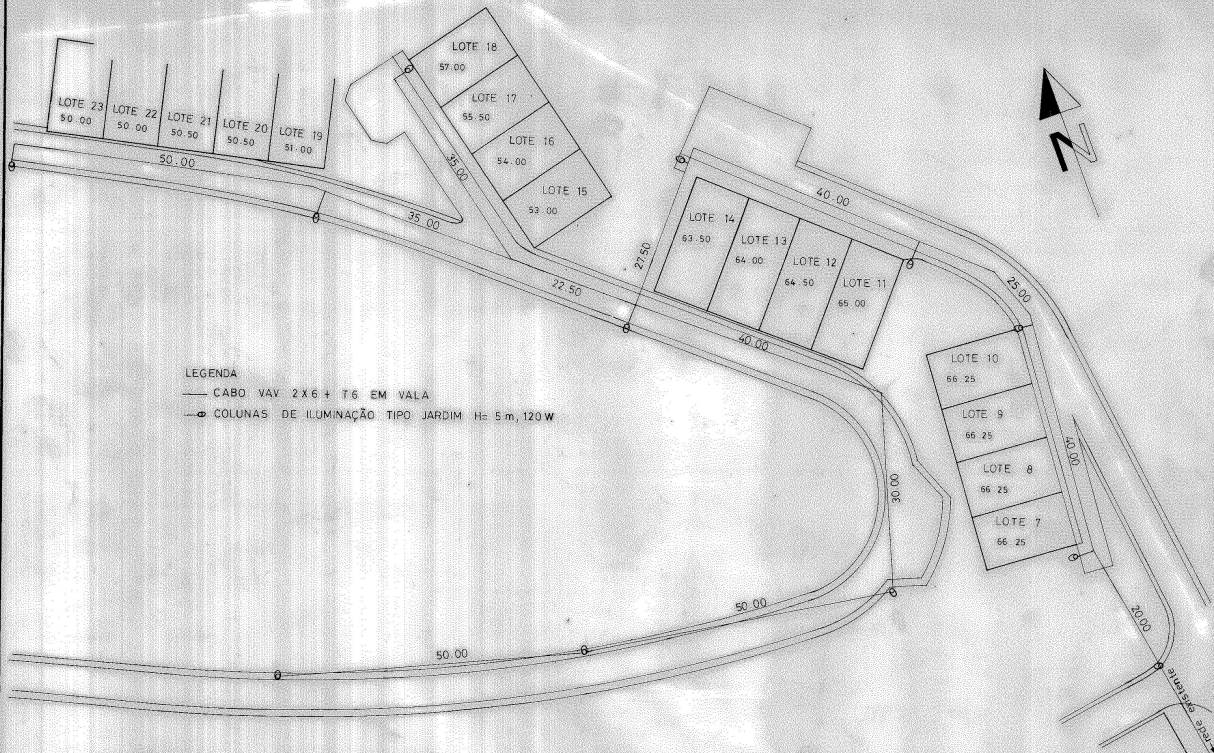 LOTE 18
57.00
LOTE 17
55.50
LOTE 16
54.00
LOTE 15
53.00
LOTE 23
50.00
LOTE 22
50.00
LOTE 21
50.50
LOTE 20
50.50
LOTE 19
51.00
50.00
35.00
35.00
22.50
27.50
40.00
LOTE 14
63.50
LOTE 13
64.00
LOTE 12
64.50
LOTE 11
65.00
25.00
40.00
N
LOTE 10
66.25
LOTE 9
66.25
LOTE 8
66.25
LOTE 7
66.25
40.00
30.00
20.00
rede existente
LEGENDA
CABO VAV 2X6 + T6 EM VALA
COLUNAS DE ILUMINAÇÃO TIPO JARDIM H= 5 m, 120 W
50.00
50.00